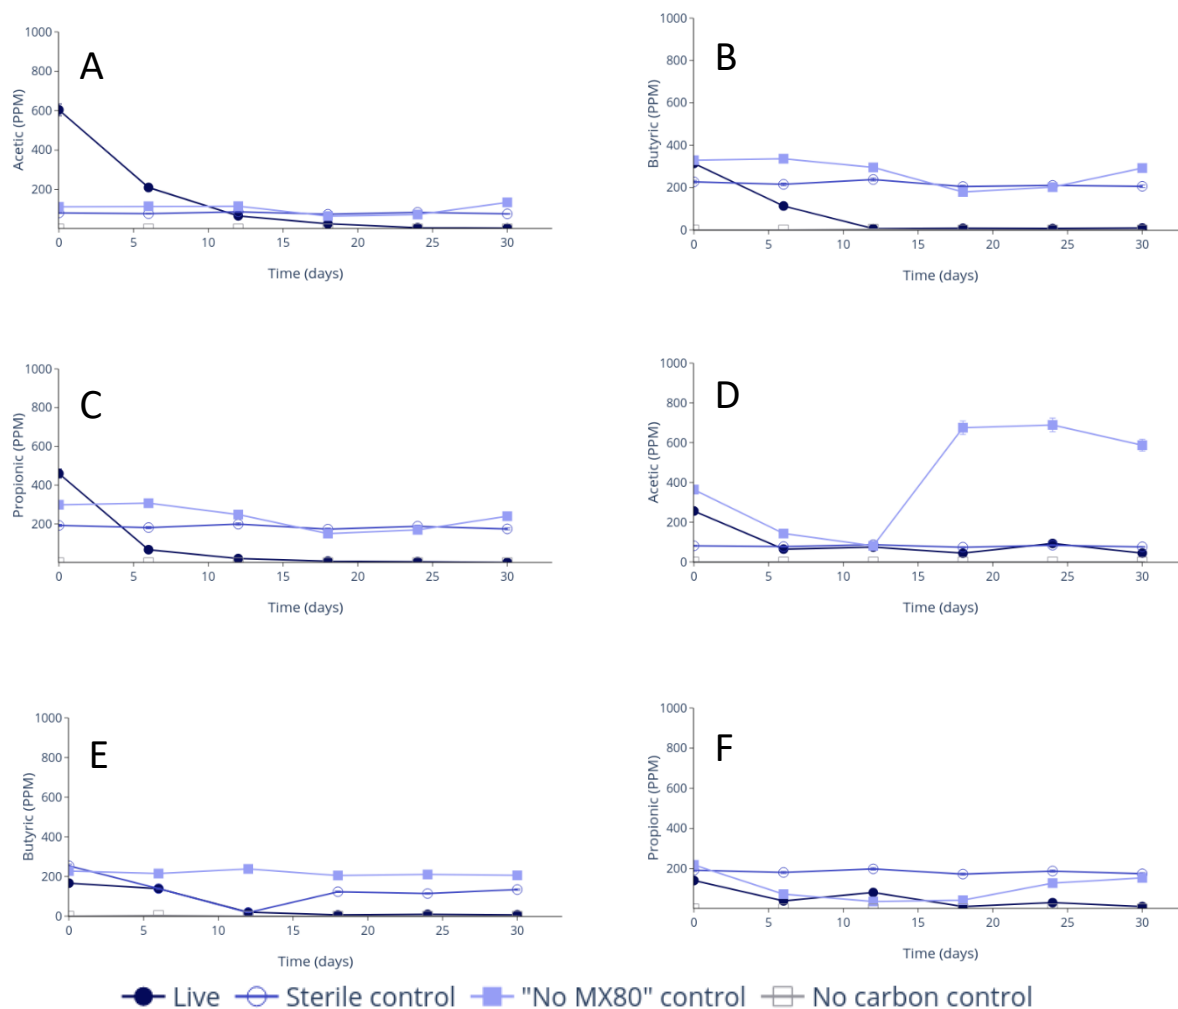 A
Acetic (PPM)
1000
800
600
400
200
0 5 10 15 20 25 30
Time (days)
B
Butyric (PPM)
1000
800
600
400
200
0
0 5 10 15 20 25 30
Time (days)
C
Propionic (PPM)
1000
800
600
400
200
0 5 10 15 20 25 30
Time (days)
D
Acetic (PPM)
1000
800
600
400
200
0
0 5 10 15 20 25 30
Time (days)
E
Butyric (PPM)
1000
800
600
400
200
0
0 5 10 15 20 25 30
Time (days)
F
Propionic (PPM)
1000
800
600
400
200
0 5 10 15 20 25 30
Time (days)
Live Sterile control "No MX80" control No carbon control